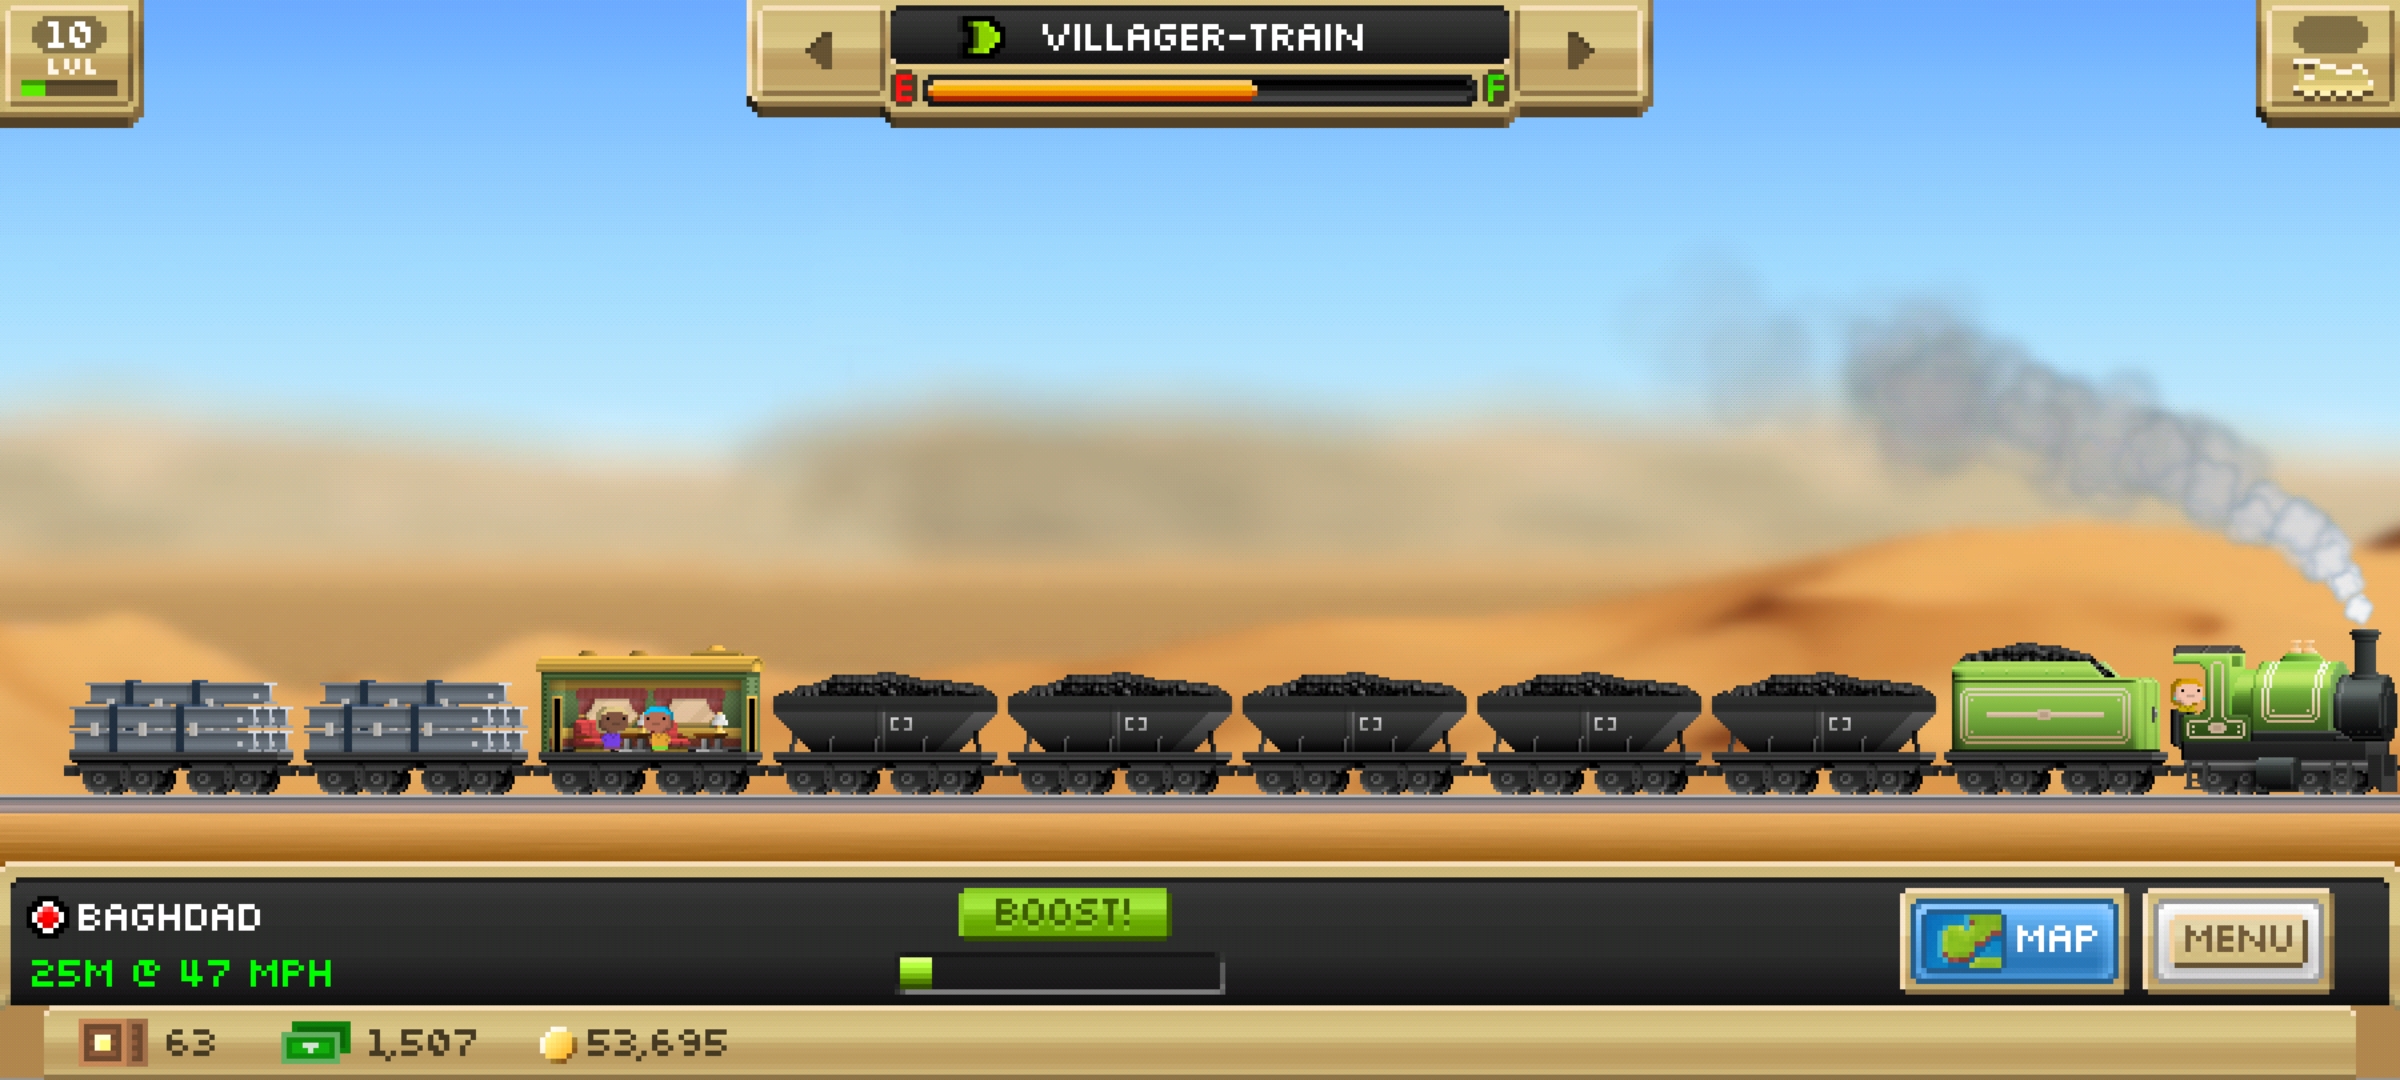 10
LVL
VILLAGER-TRAIN
E F
BAGHDAD
25M @ 47 MPH
BOOST!
MAP
MENU
63 1,507 53,695